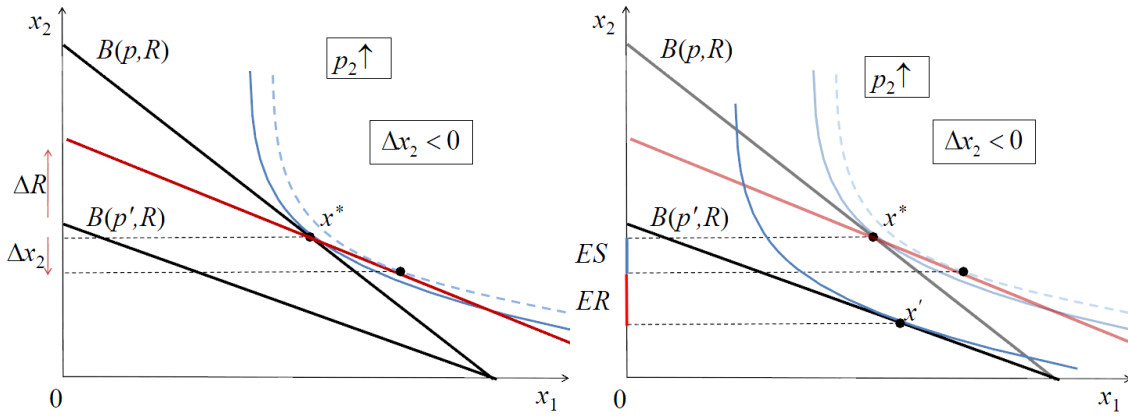 x₂
B(p,R)
p₂↑
Δx₂ < 0
ΔR
B(p′,R)
x*
Δx₂
0
x₁
x₂
B(p,R)
p₂↑
Δx₂ < 0
B(p′,R)
x*
ES
ER
x′
0
x₁